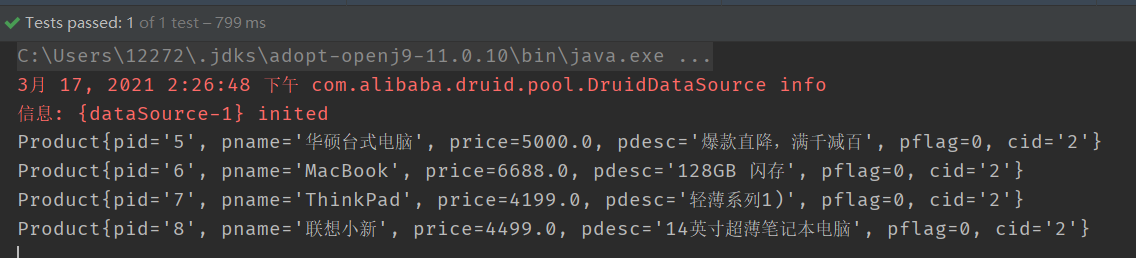 Tests passed: 1 of 1 test – 799 ms
C:\Users\12272\.jdks\adopt-openj9-11.0.10\bin\java.exe ...
3月 17, 2021 2:26:48 下午 com.alibaba.druid.pool.DruidDataSource info
信息: {dataSource-1} inited
Product{pid='5', pname='华硕台式电脑', price=5000.0, pdesc='爆款直降，满千减百', pflag=0, cid='2'}
Product{pid='6', pname='MacBook', price=6688.0, pdesc='128GB 闪存', pflag=0, cid='2'}
Product{pid='7', pname='ThinkPad', price=4199.0, pdesc='轻薄系列1)', pflag=0, cid='2'}
Product{pid='8', pname='联想小新', price=4499.0, pdesc='14英寸超薄笔记本电脑', pflag=0, cid='2'}